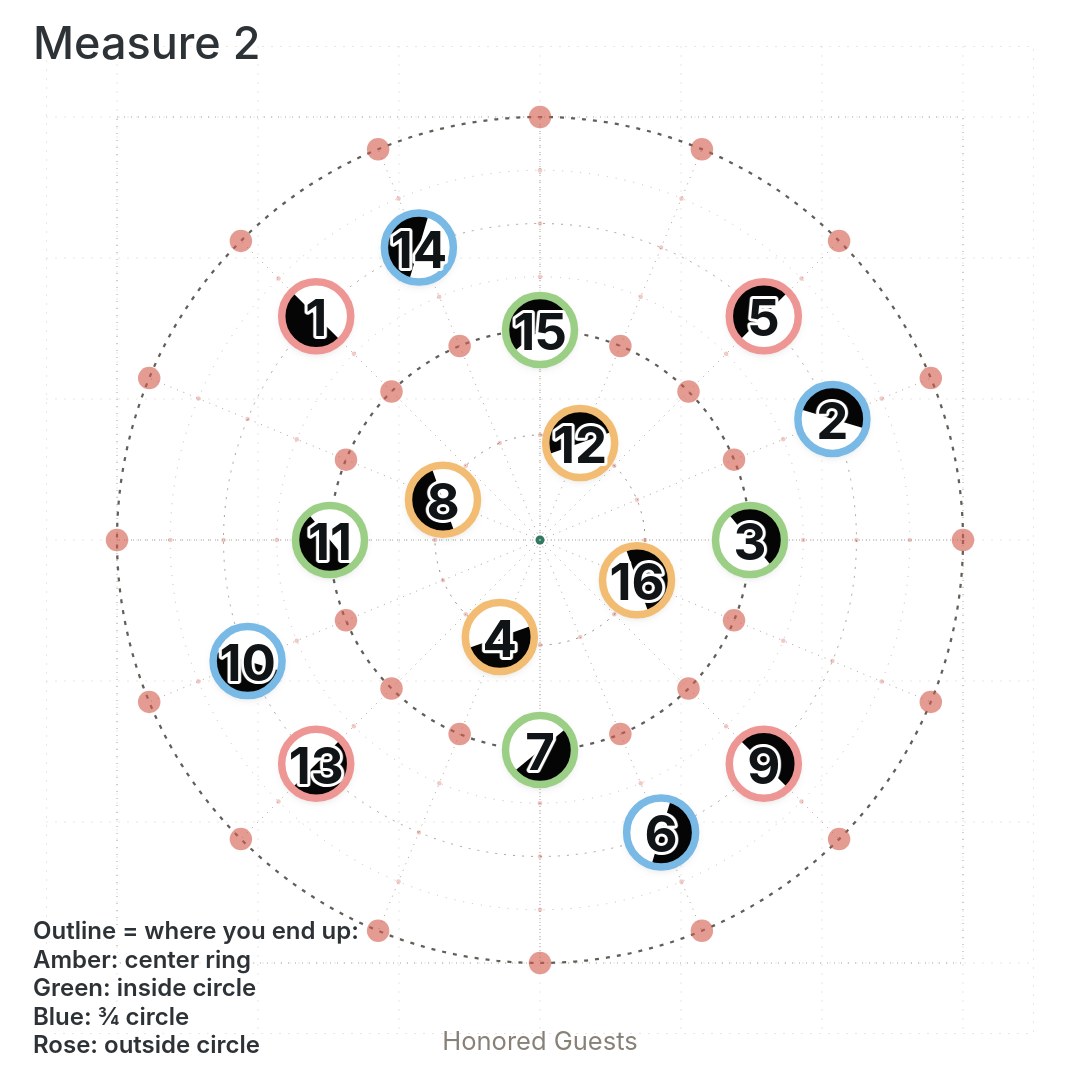 Measure 2
14
1
5
15
2
12
8
11
3
16
4
10
7
13
9
6
Outline = where you end up:
Amber: center ring
Green: inside circle
Blue: ¾ circle
Rose: outside circle
Honored Guests